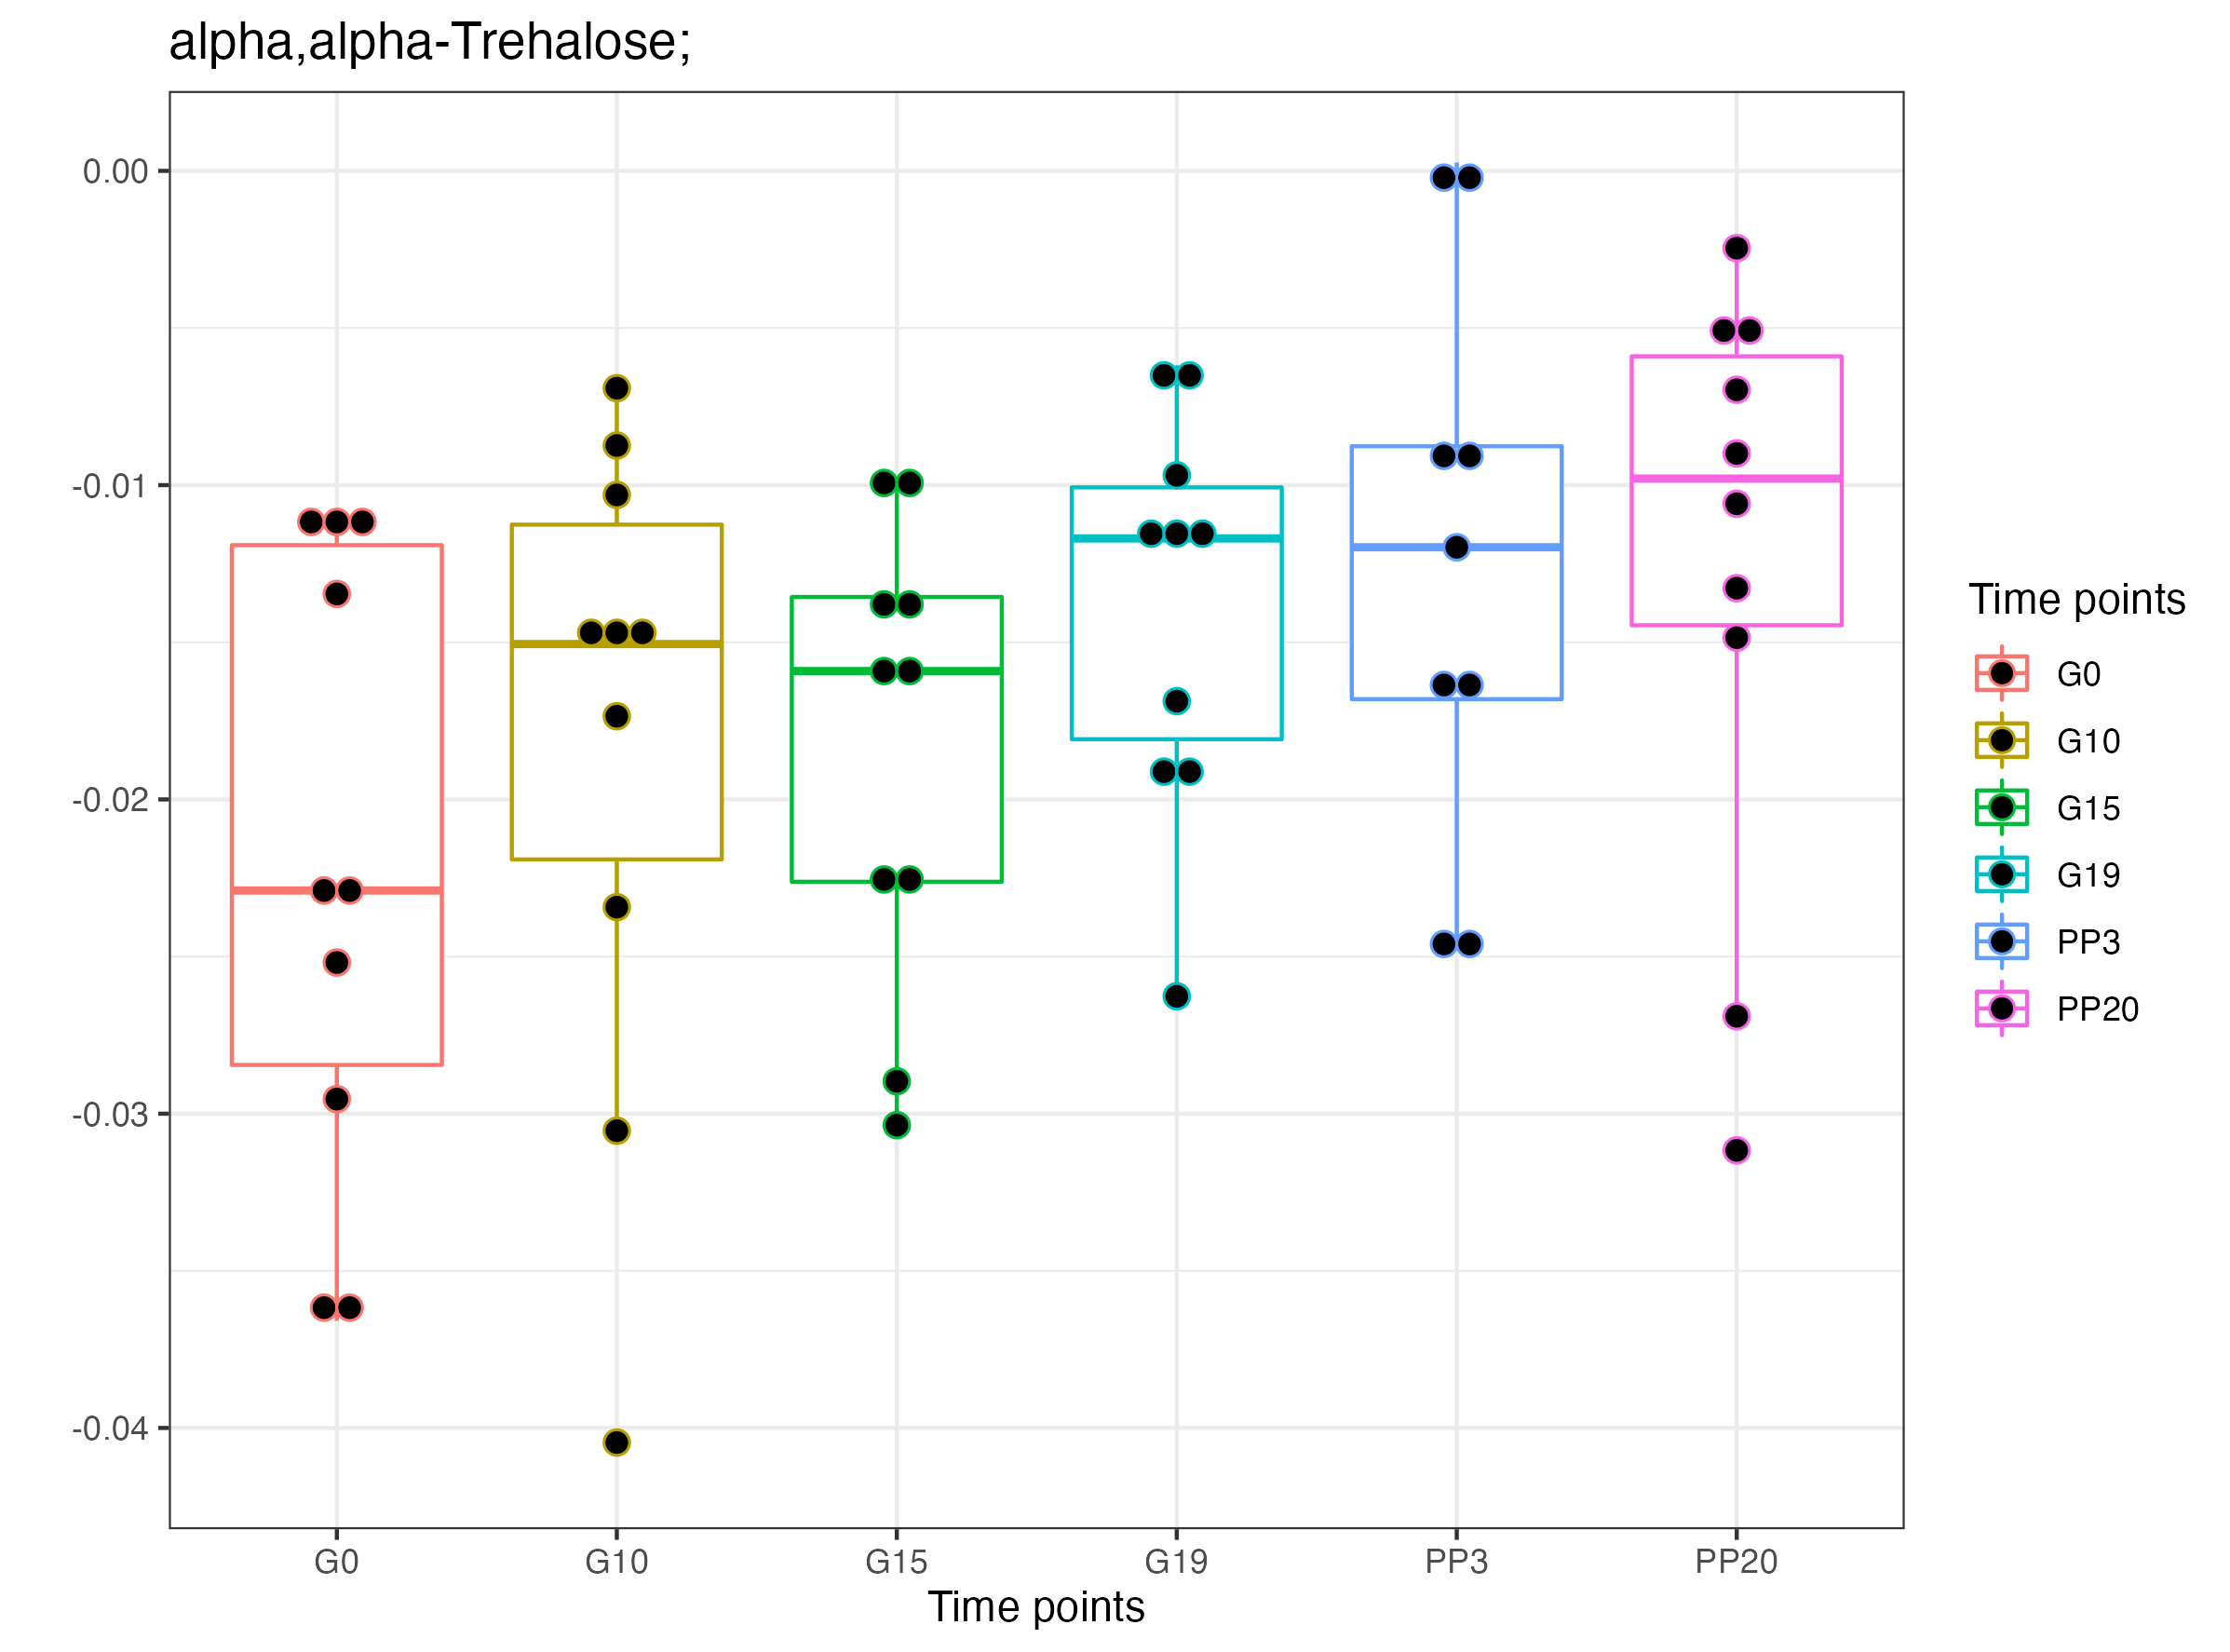 alpha,alpha-Trehalose;
0.00
-0.01
-0.02
-0.03
-0.04
G0 G10 G15 G19 PP3 PP20
Time points
Time points
G0
G10
G15
G19
PP3
PP20